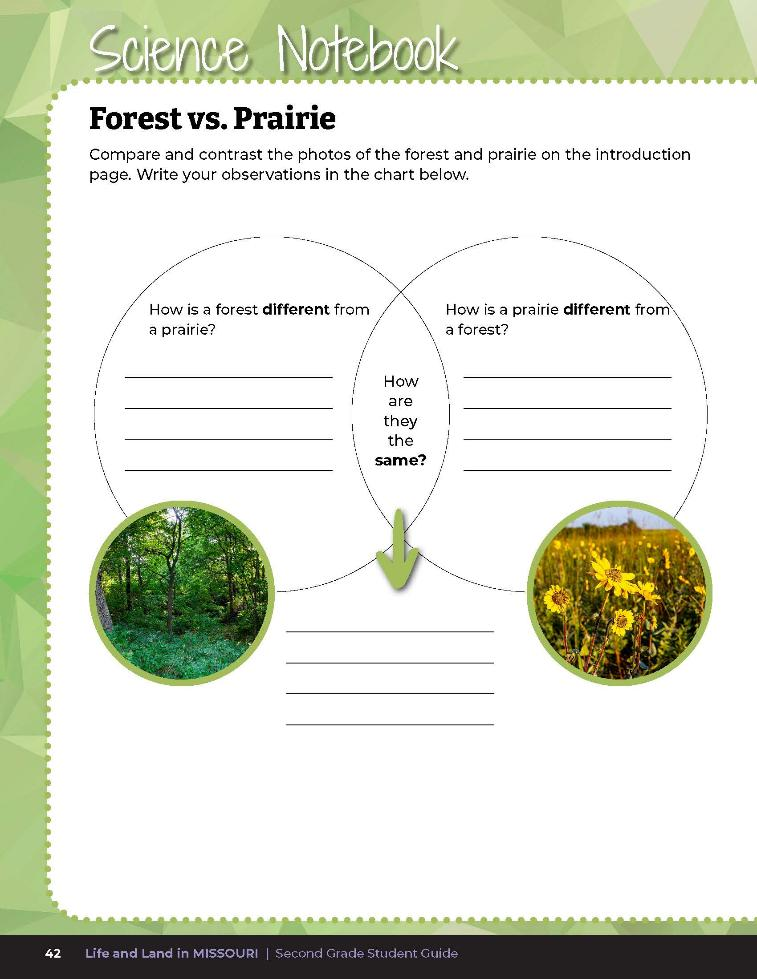 Science Notebook
Forest vs. Prairie
Compare and contrast the photos of the forest and prairie on the introduction
page. Write your observations in the chart below.
How is a forest different from
a prairie?
How is a prairie different from
a forest?
How
are
they
the
same?
42 Life and Land in MISSOURI | Second Grade Student Guide